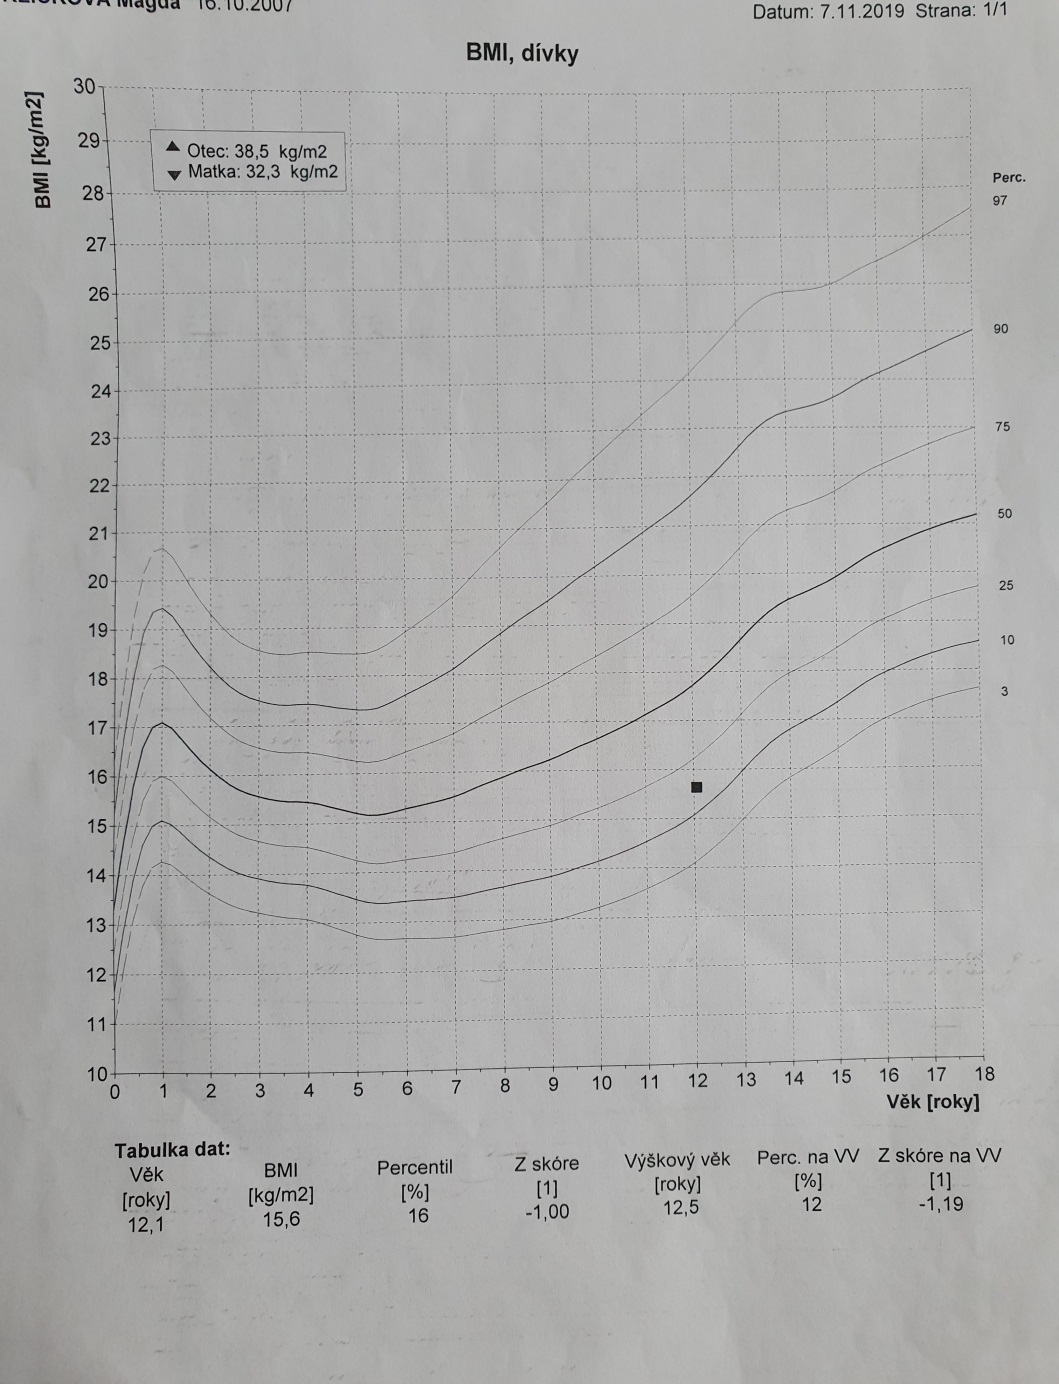 Magda 16.10.2007
Datum: 7.11.2019 Strana: 1/1
BMI, dívky
BMI [kg/m2]
30
29
28
27
26
25
24
23
22
21
20
19
18
17
16
15
14
13
12
11
10
▲ Otec: 38,5 kg/m2
▼ Matka: 32,3 kg/m2
Perc.
97
90
75
50
25
10
3
0 1 2 3 4 5 6 7 8 9 10 11 12 13 14 15 16 17 18
Věk [roky]
Tabulka dat:
Věk BMI Percentil Z skóre Výškový věk Perc. na VV Z skóre na VV
[roky] [kg/m2] [%] [1] [roky] [%] [1]
12,1 15,6 16 -1,00 12,5 12 -1,19